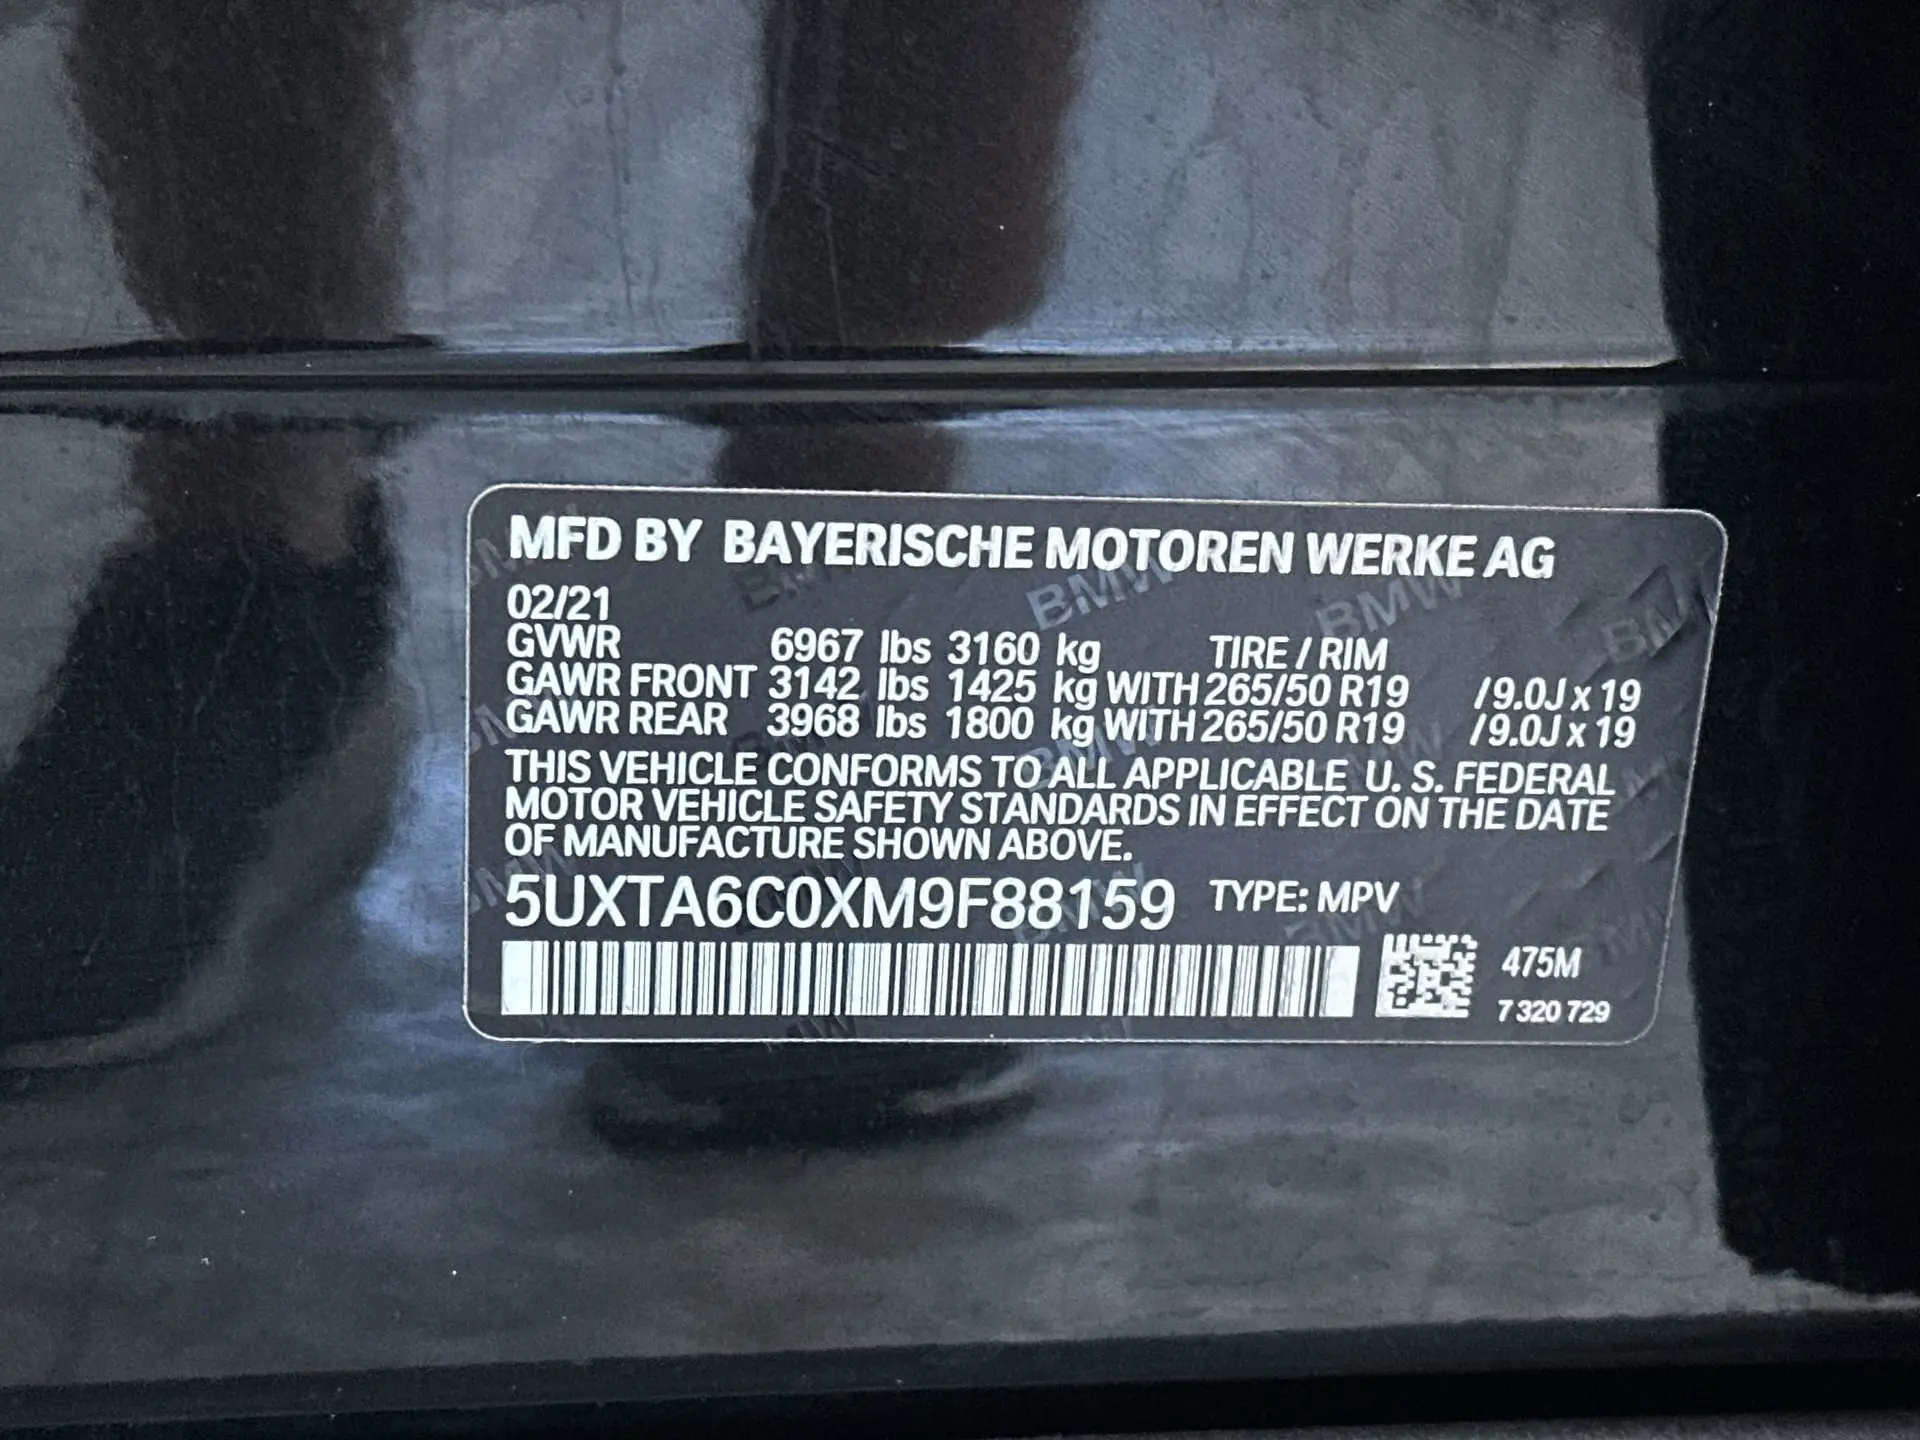 MFD BY BAYERISCHE MOTOREN WERKE AG
02/21
GVWR 6967 lbs 3160 kg TIRE / RIM
GAWR FRONT 3142 lbs 1425 kg WITH 265/50 R19 /9.0J x 19
GAWR REAR 3968 lbs 1800 kg WITH 265/50 R19 /9.0J x 19
THIS VEHICLE CONFORMS TO ALL APPLICABLE U. S. FEDERAL
MOTOR VEHICLE SAFETY STANDARDS IN EFFECT ON THE DATE
OF MANUFACTURE SHOWN ABOVE.
5UXTA6C0XM9F88159 TYPE: MPV
475M
7 320 729